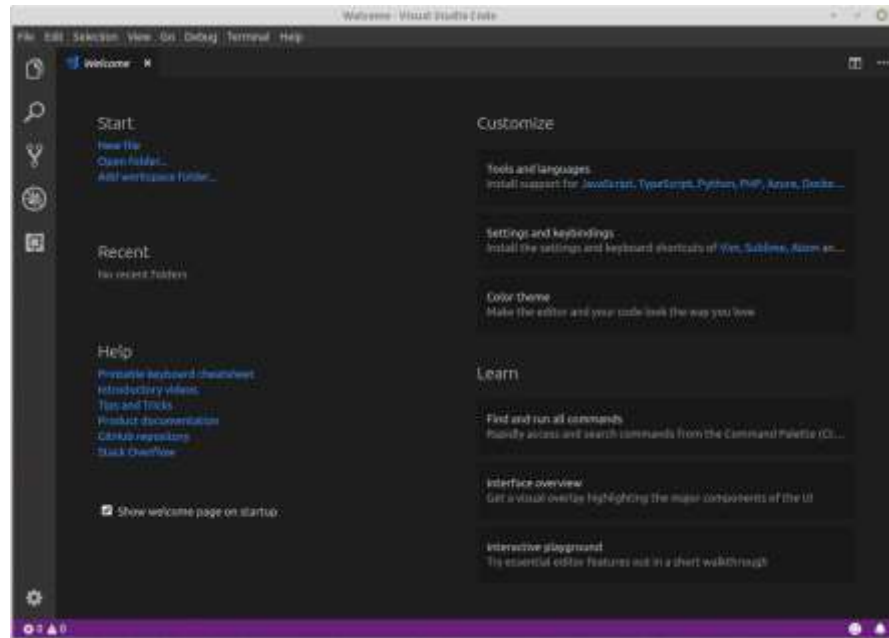 Welcome - Visual Studio Code
File Edit Selection View Go Debug Terminal Help
Welcome
Start
New file
Open folder...
Add workspace folder...
Recent
No recent folders
Help
Printable keyboard cheatsheet
Introductory videos
Tips and Tricks
Product documentation
GitHub repository
Stack Overflow
Show welcome page on startup
Customize
Tools and languages
Install support for JavaScript, TypeScript, Python, PHP, Azure, Docke...
Settings and keybindings
Install the settings and keyboard shortcuts of Vim, Sublime, Atom an...
Color theme
Make the editor and your code look the way you love
Learn
Find and run all commands
Rapidly access and search commands from the Command Palette (Ct...
Interface overview
Get a visual overlay highlighting the major components of the UI
Interactive playground
Try essential editor features out in a short walkthrough
0 0